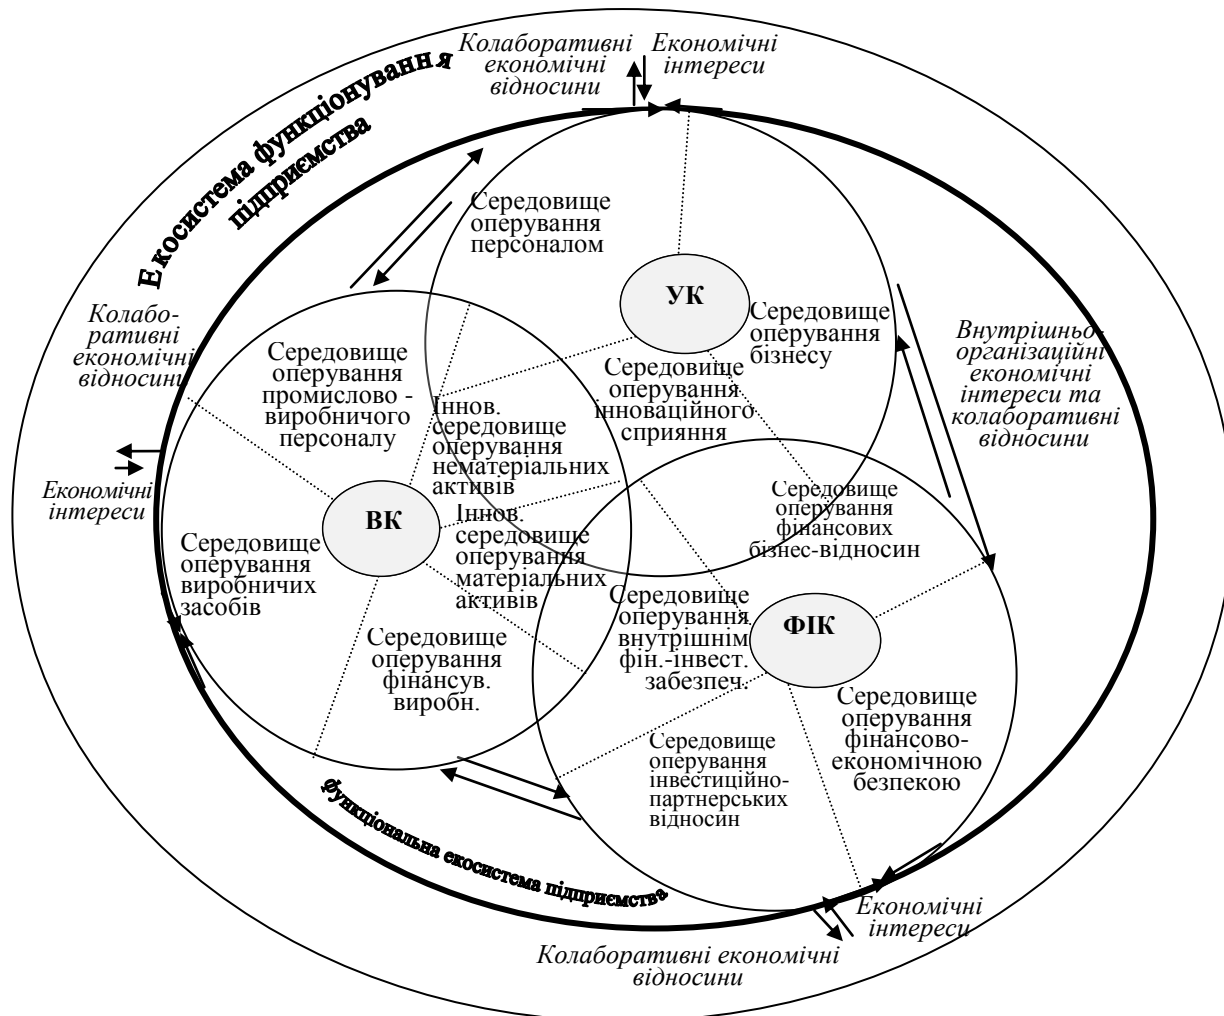 Колаборативні
економічні
відносини
Економічні
інтереси
Екосистема функціонування
підприємства
Середовище
оперування
персоналом
УК
Середовище
оперування
бізнесу
Колабо-
ративні
економічні
відносини
Середовище
оперування
промислово -
виробничого
персоналу
Середовище
оперування
інноваційного
сприяння
Внутрішньо-
організаційні
економічні
інтереси та
колаборативні
відносини
Іннов.
середовище
оперування
нематеріальних
активів
Економічні
інтереси
ВК
Середовище
оперування
фінансових
бізнес-відносин
Іннов.
середовище
оперування
матеріальних
активів
Середовище
оперування
виробничих
засобів
Середовище
оперування
внутрішнім
фін.-інвест.
забезпеч.
ФІК
Середовище
оперування
фінансув.
виробн.
Середовище
оперування
фінансово-
економічною
безпекою
Середовище
оперування
інвестиційно-
партнерських
відносин
функціональна екосистема підприємства
Економічні
інтереси
Колаборативні економічні
відносини